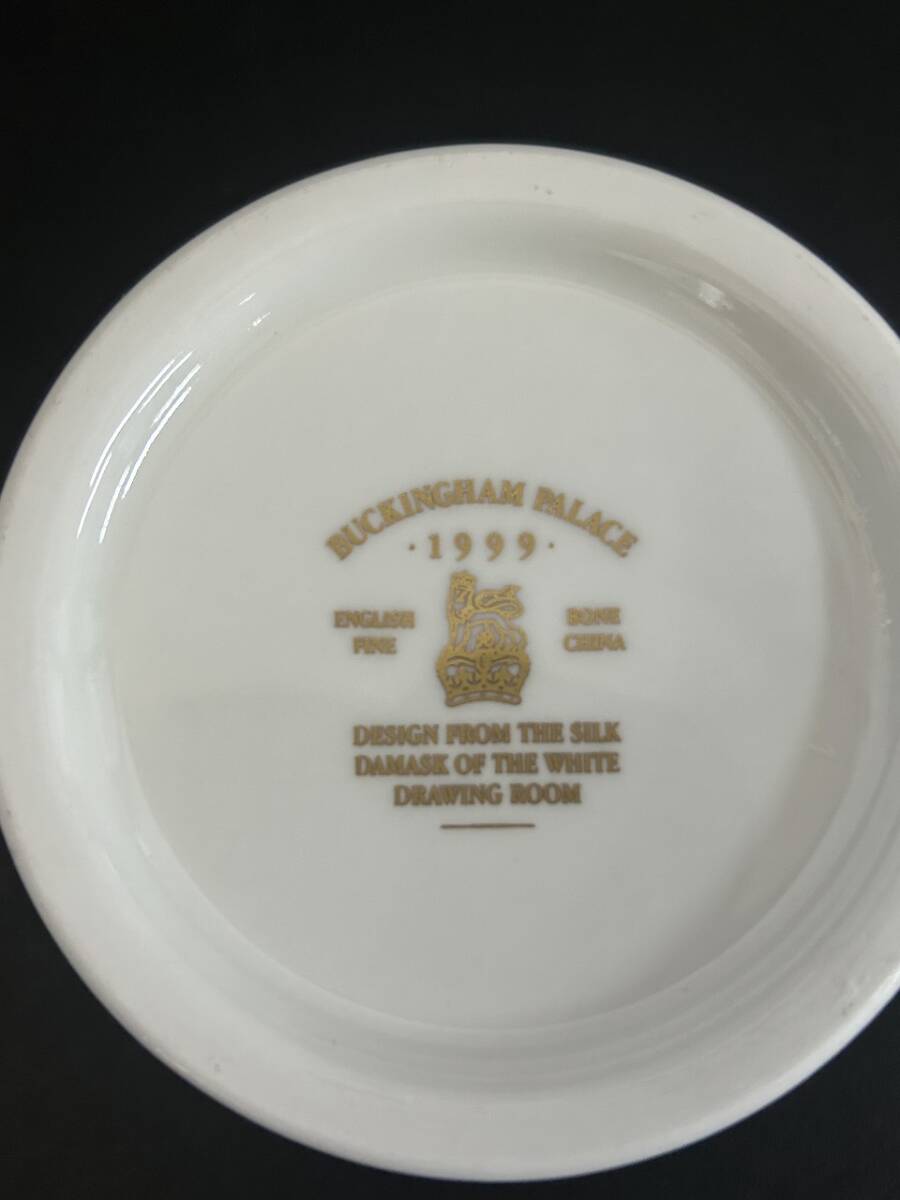 BUCKINGHAM PALACE
· 1999 ·
ENGLISH FINE
BONE CHINA
DESIGN FROM THE SILK
DAMASK OF THE WHITE
DRAWING ROOM